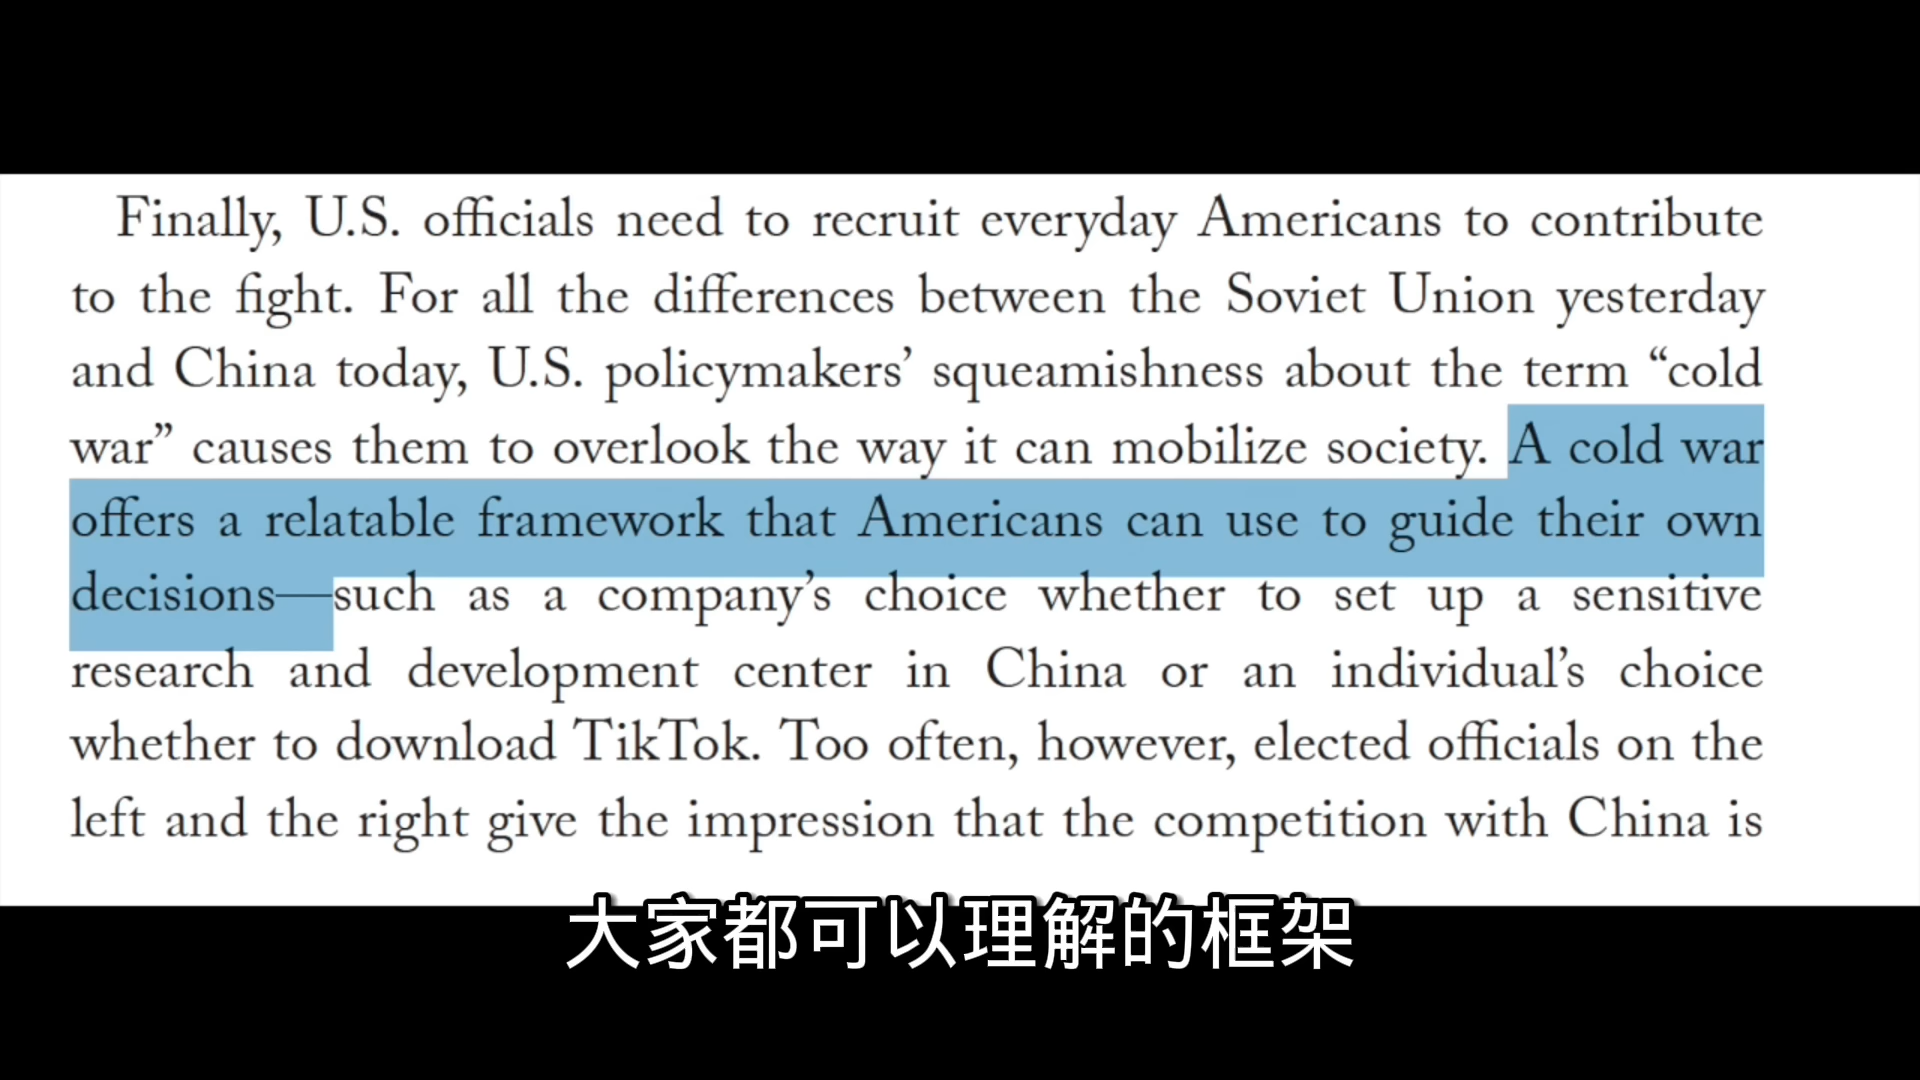 Finally, U.S. officials need to recruit everyday Americans to contribute
to the fight. For all the differences between the Soviet Union yesterday
and China today, U.S. policymakers’ squeamishness about the term “cold
war” causes them to overlook the way it can mobilize society. A cold war
offers a relatable framework that Americans can use to guide their own
decisions—such as a company’s choice whether to set up a sensitive
research and development center in China or an individual’s choice
whether to download TikTok. Too often, however, elected officials on the
left and the right give the impression that the competition with China is
大家都可以理解的框架